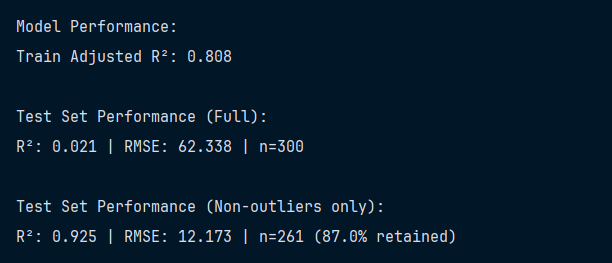 Model Performance:
Train Adjusted R²: 0.808
Test Set Performance (Full):
R²: 0.021 | RMSE: 62.338 | n=300
Test Set Performance (Non-outliers only):
R²: 0.925 | RMSE: 12.173 | n=261 (87.0% retained)